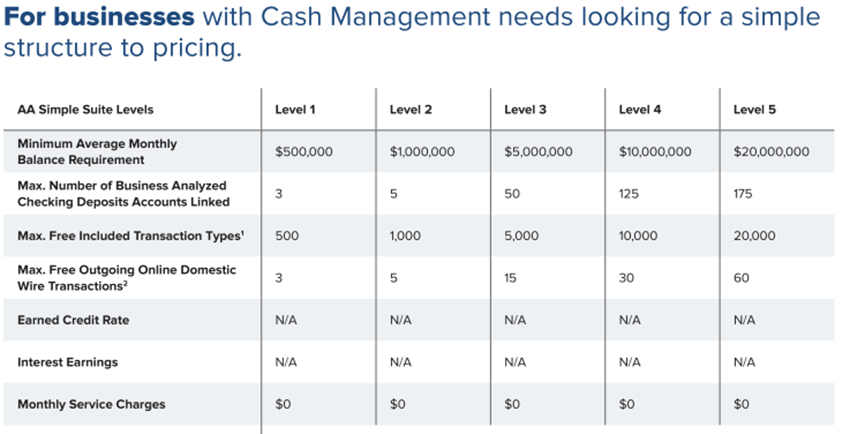 For businesses with Cash Management needs looking for a simple
structure to pricing.
AA Simple Suite Levels Level 1 Level 2 Level 3 Level 4 Level 5
Minimum Average Monthly
Balance Requirement $500,000 $1,000,000 $5,000,000 $10,000,000 $20,000,000
Max. Number of Business Analyzed
Checking Deposits Accounts Linked 3 5 50 125 175
Max. Free Included Transaction Types¹ 500 1,000 5,000 10,000 20,000
Max. Free Outgoing Online Domestic
Wire Transactions² 3 5 15 30 60
Earned Credit Rate N/A N/A N/A N/A N/A
Interest Earnings N/A N/A N/A N/A N/A
Monthly Service Charges $0 $0 $0 $0 $0